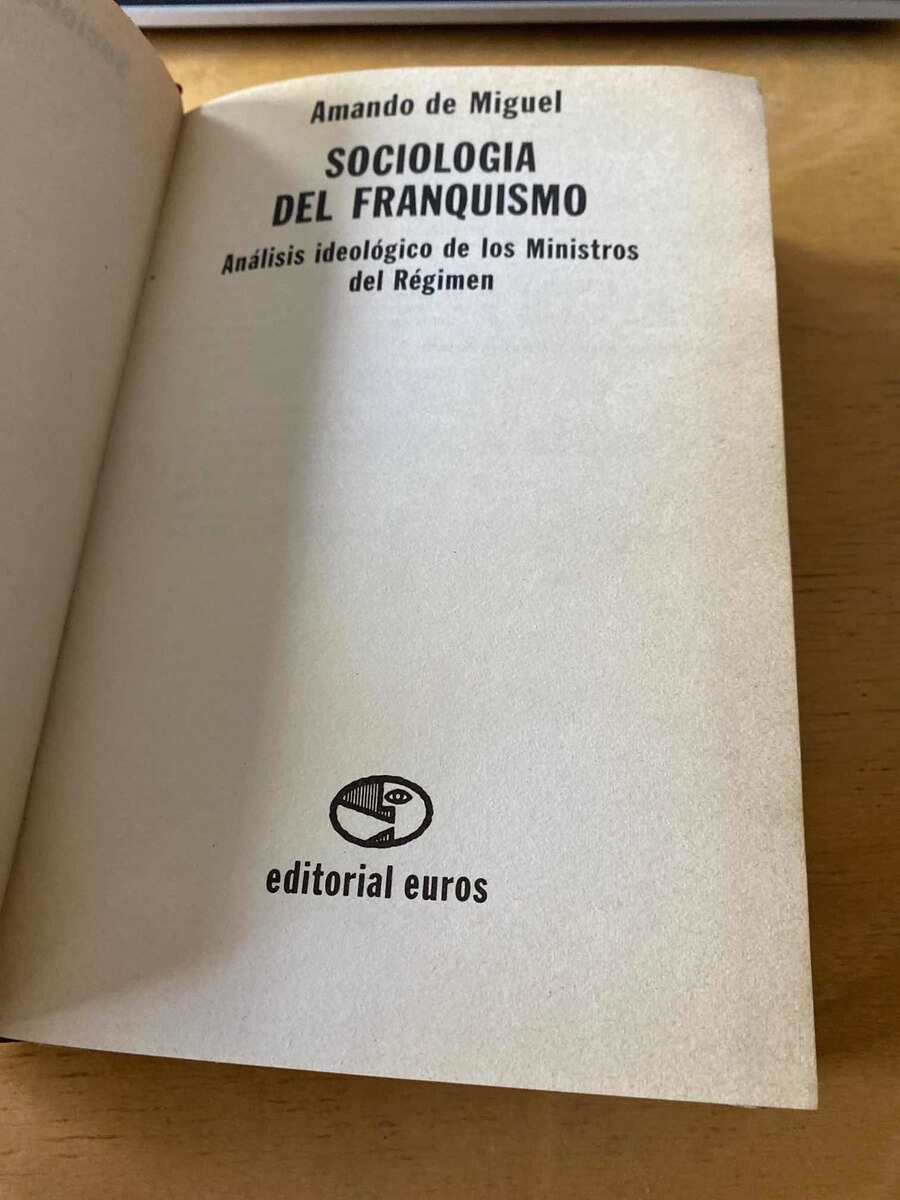 Amando de Miguel
SOCIOLOGIA
DEL FRANQUISMO
Análisis ideológico de los Ministros
del Régimen
editorial euros